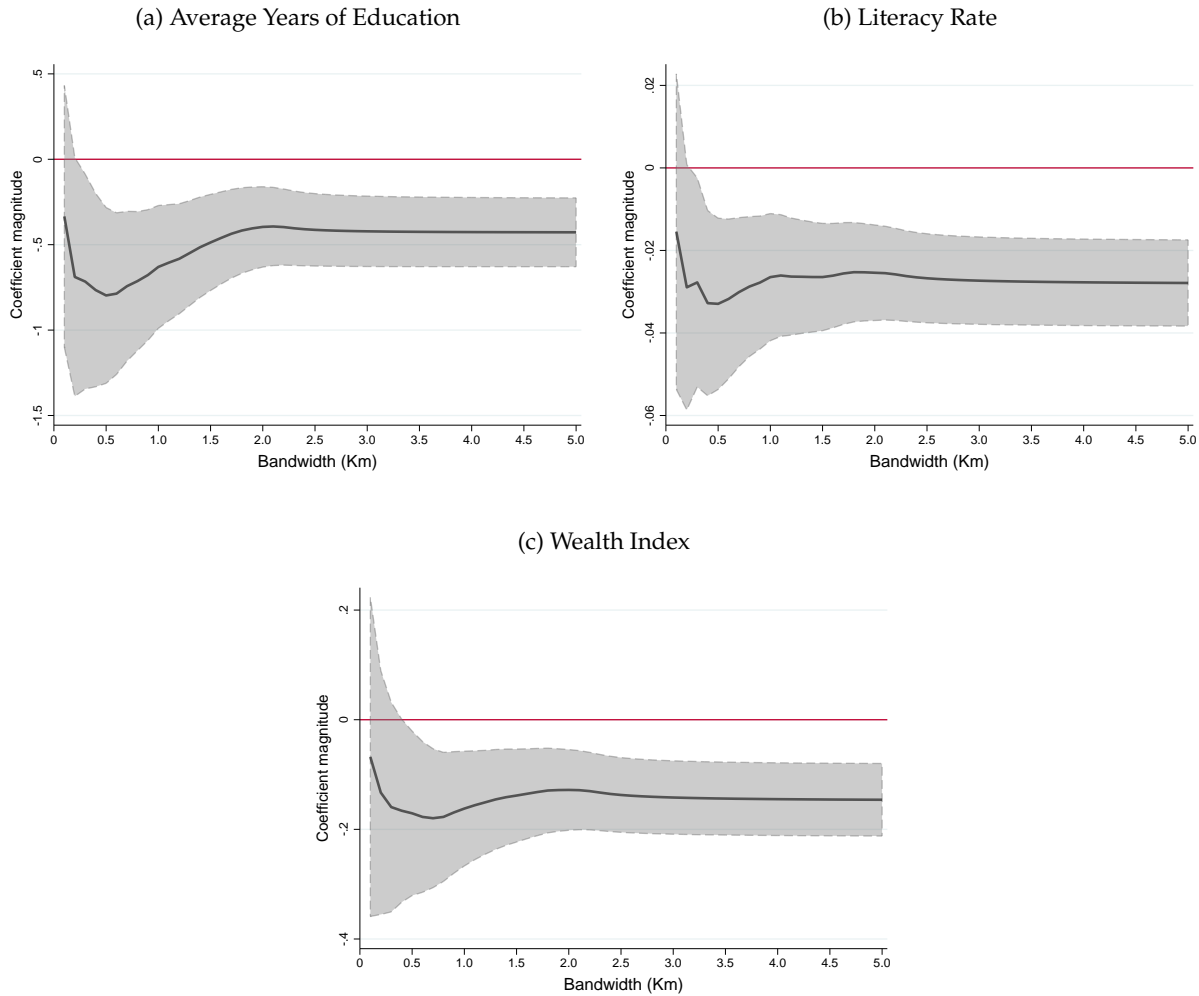 (a) Average Years of Education
(b) Literacy Rate
.5
0
-.5
-1
-1.5
Coefficient magnitude
0 0.5 1.0 1.5 2.0 2.5 3.0 3.5 4.0 4.5 5.0
Bandwidth (Km)
.02
0
-.02
-.04
-.06
Coefficient magnitude
0 0.5 1.0 1.5 2.0 2.5 3.0 3.5 4.0 4.5 5.0
Bandwidth (Km)
(c) Wealth Index
.2
0
-.2
-.4
Coefficient magnitude
0 0.5 1.0 1.5 2.0 2.5 3.0 3.5 4.0 4.5 5.0
Bandwidth (Km)